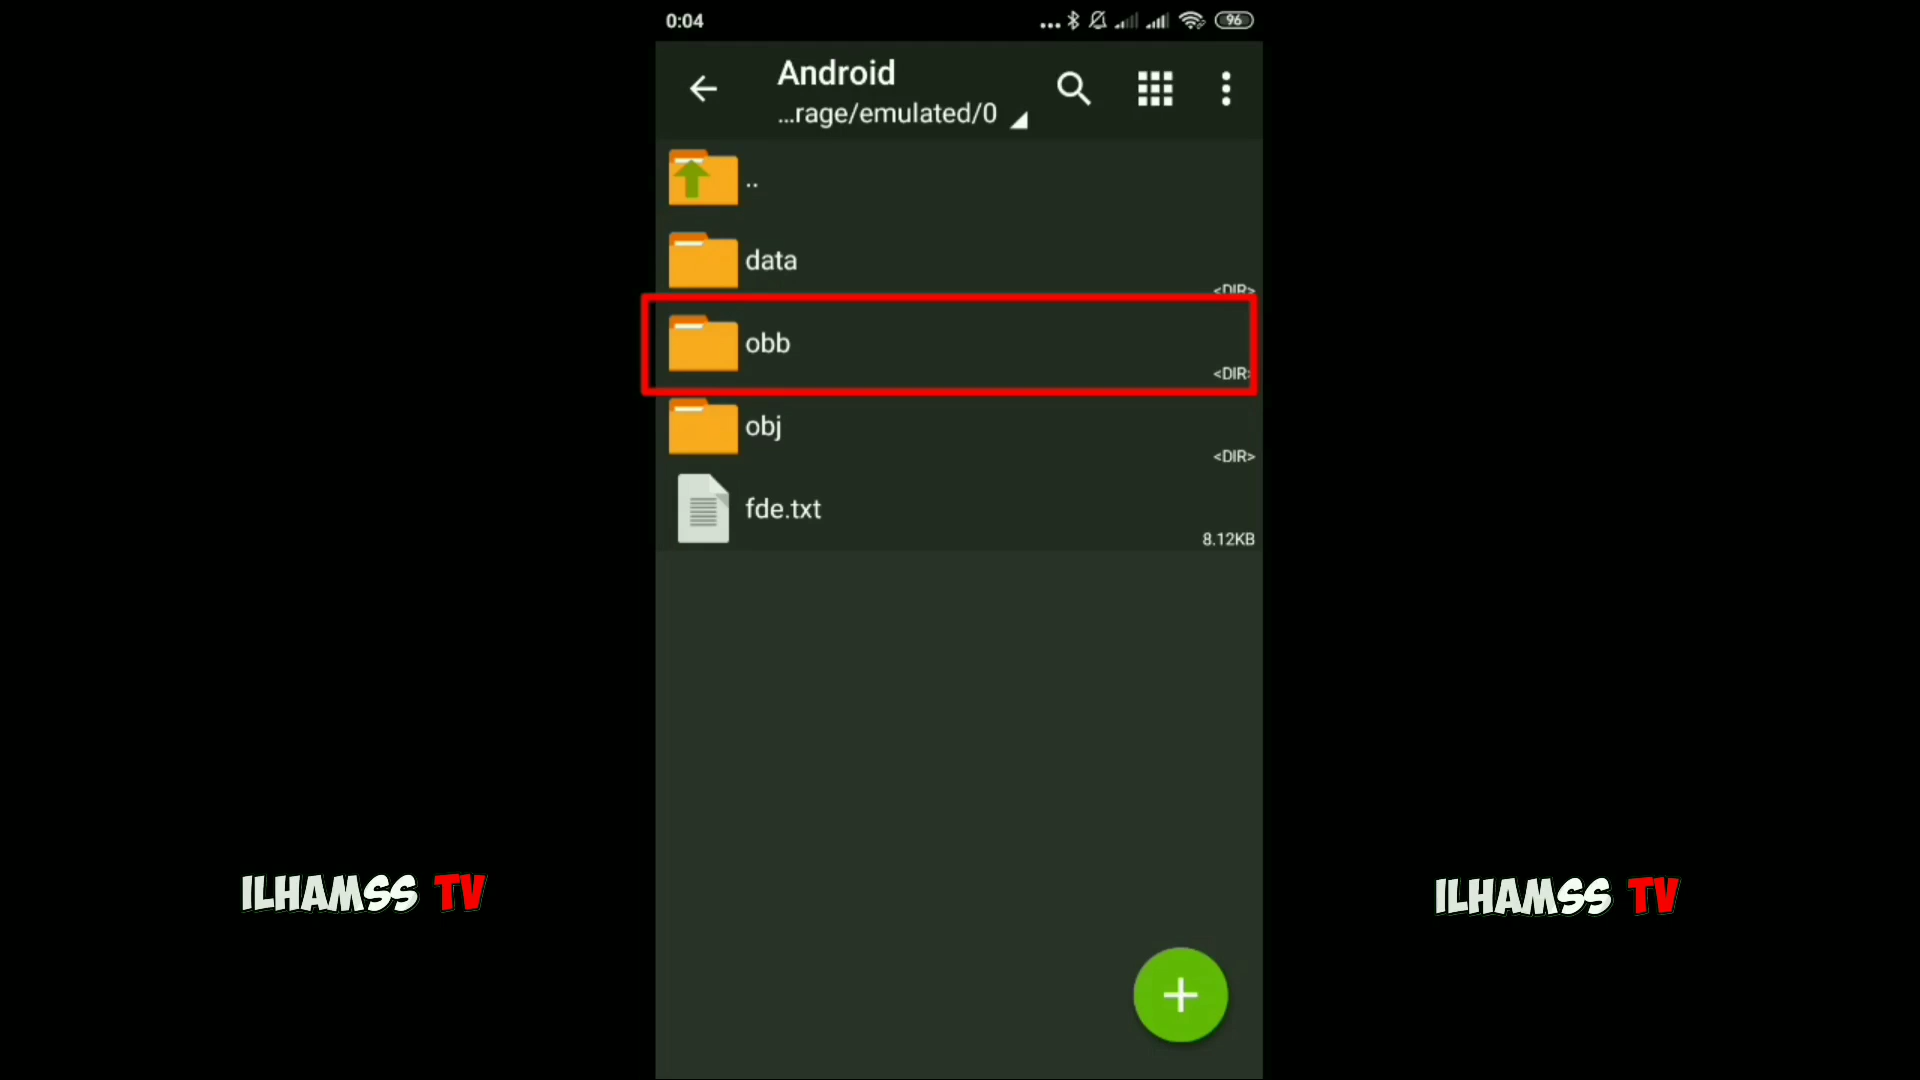 0:04
96
Android
...rage/emulated/0
..
data
<DIR>
obb
<DIR>
obj
<DIR>
fde.txt
8.12KB
ILHAMSS TV
ILHAMSS TV